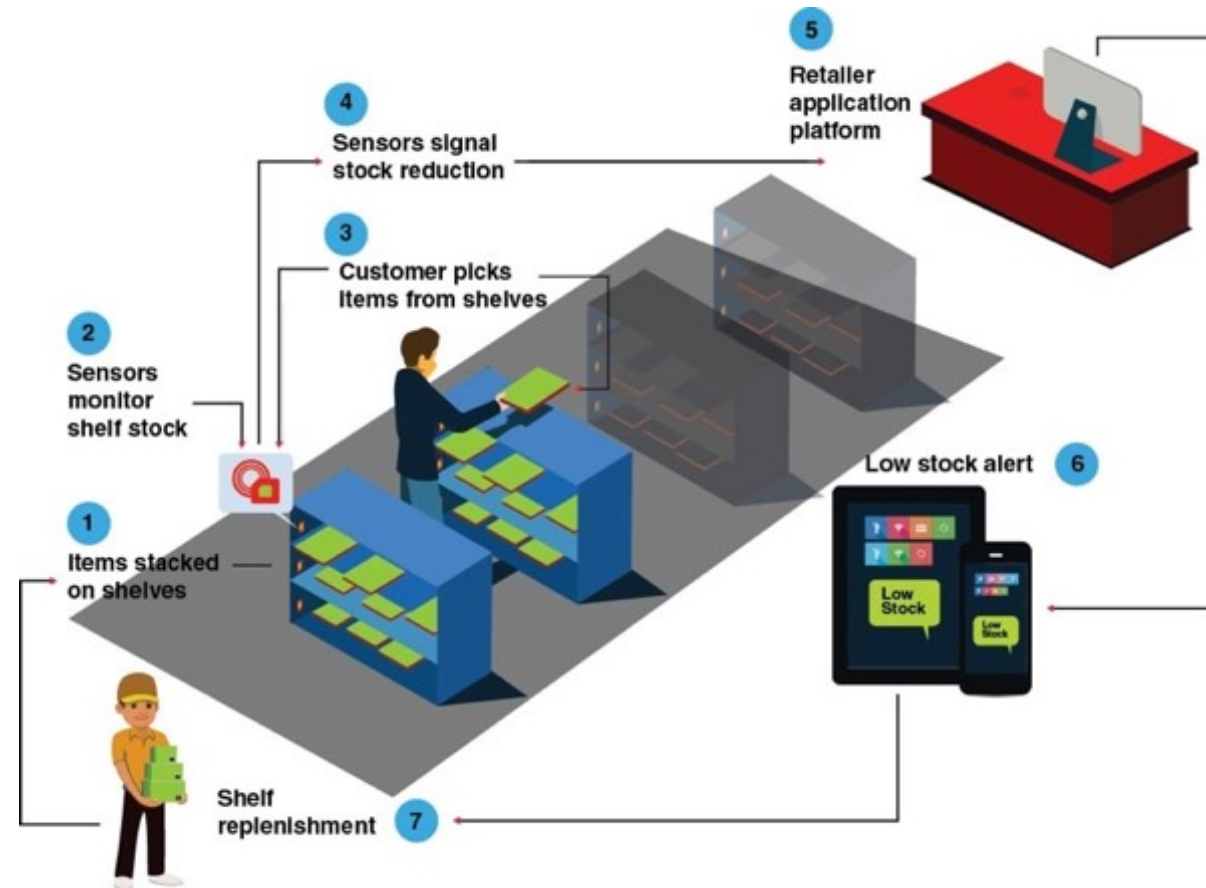 1
Items stacked
on shelves
2
Sensors
monitor
shelf stock
3
Customer picks
items from shelves
4
Sensors signal
stock reduction
5
Retailer
application
platform
Low stock alert 6
Low
Stock
Low
Stock
Shelf
replenishment 7